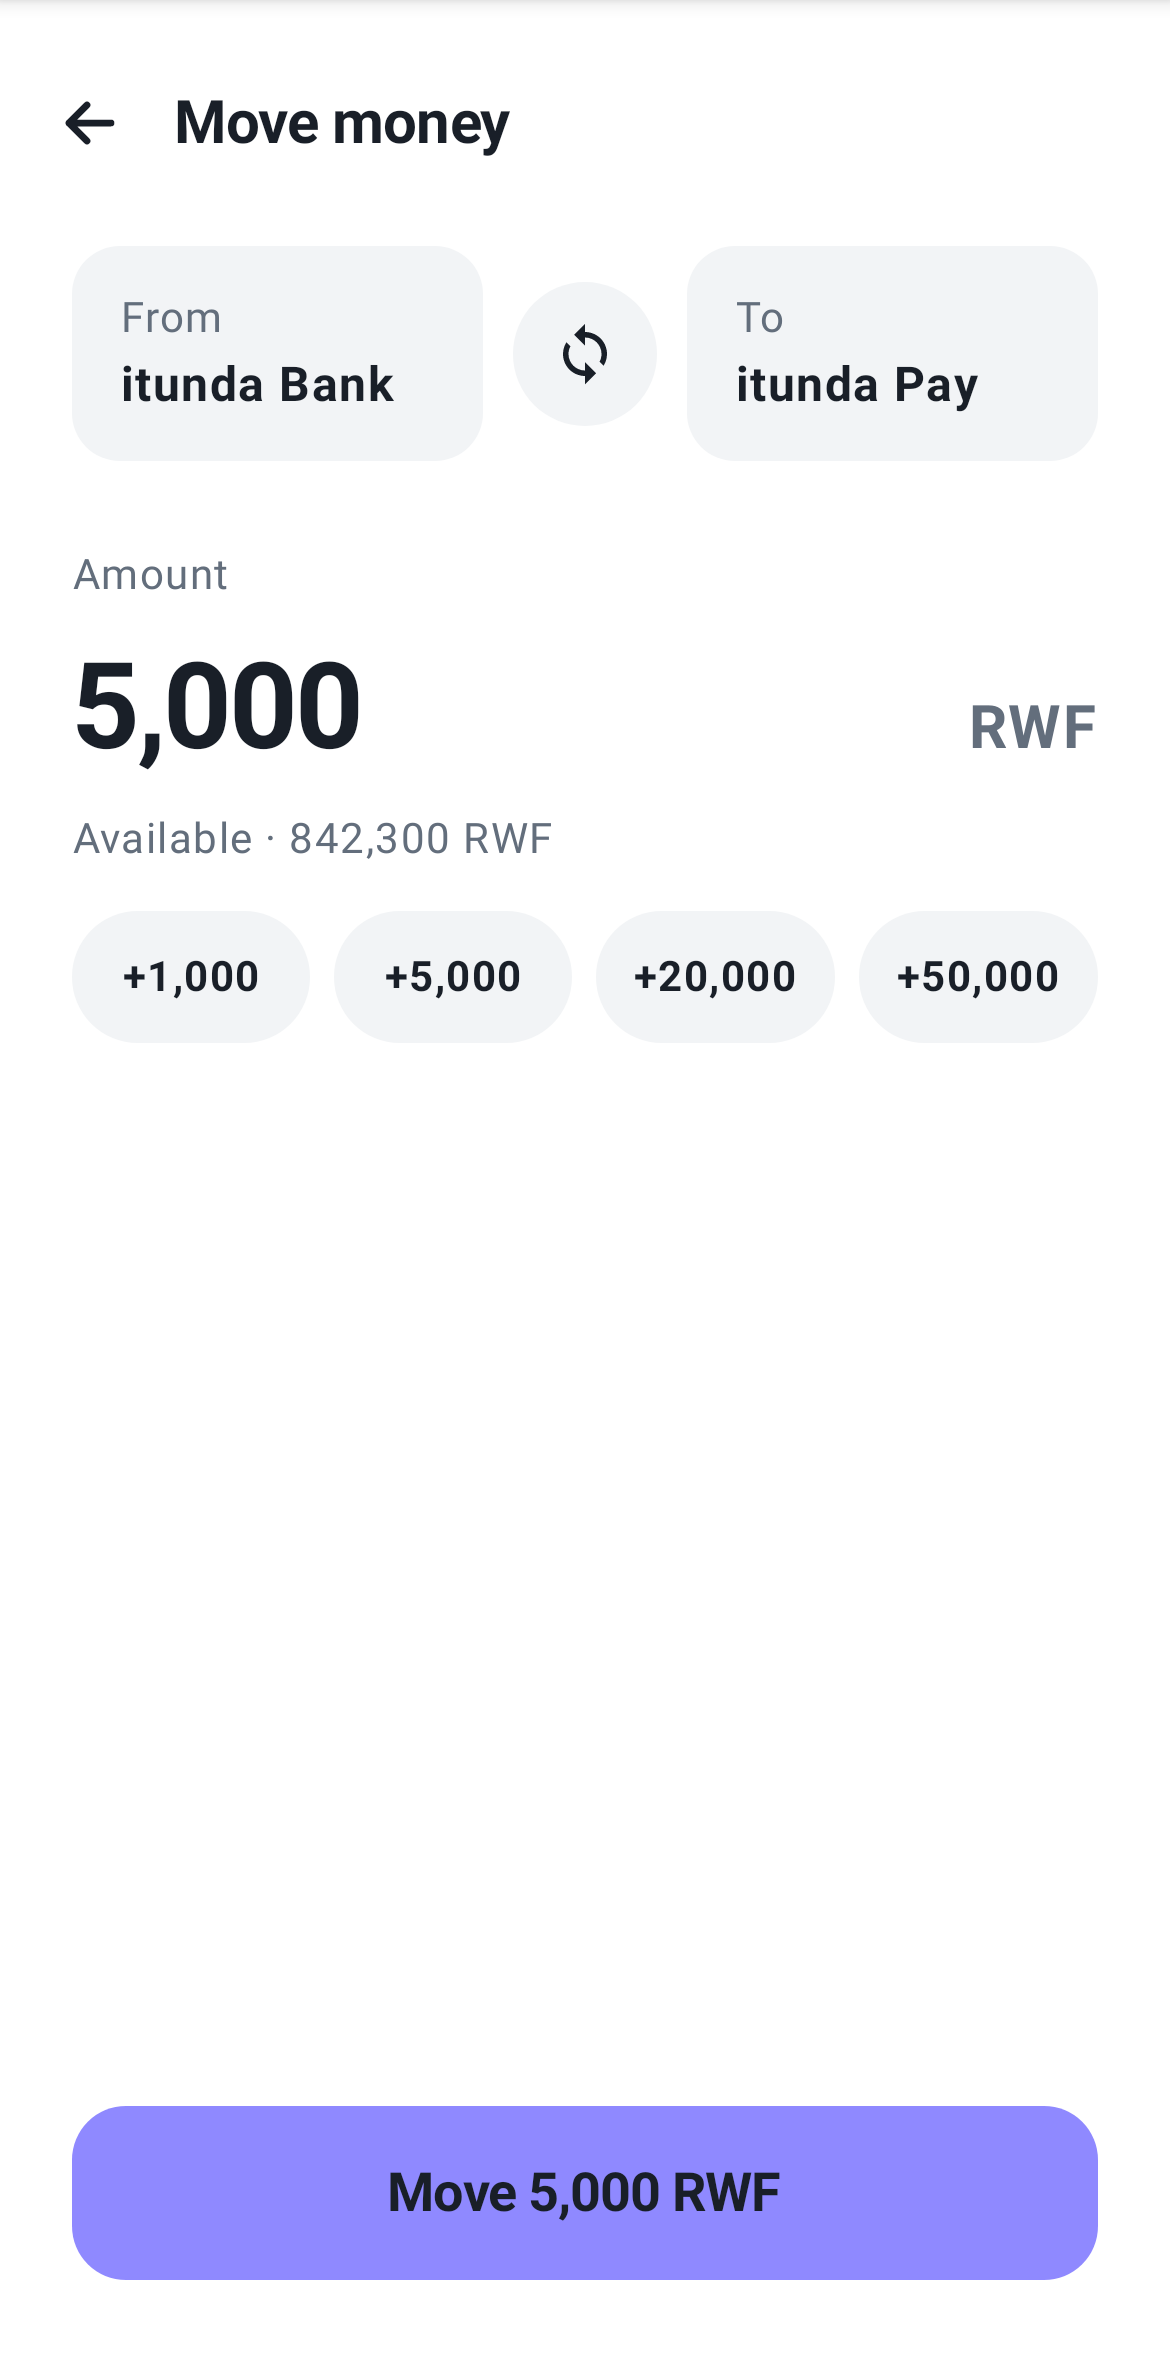 Move money
From
itunda Bank
To
itunda Pay
Amount
5,000
RWF
Available · 842,300 RWF
+1,000
+5,000
+20,000
+50,000
Move 5,000 RWF